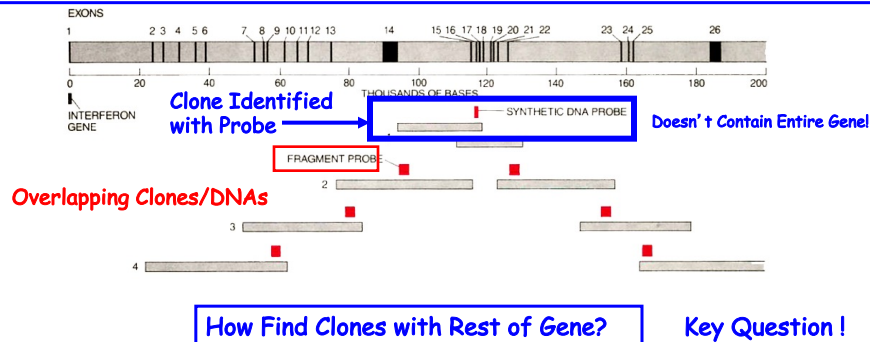 EXONS
1 2 3 4 5 6 7 8 9 10 11 12 13 14 15 16 17 18 19 20 21 22 23 24 25 26
0 20 40 60 80 100 120 140 160 180 200
THOUSANDS OF BASES
INTERFERON
GENE
Clone Identified
with Probe
SYNTHETIC DNA PROBE
Doesn't Contain Entire Gene!
FRAGMENT PROBE
2
Overlapping Clones/DNAs
3
4
How Find Clones with Rest of Gene?
Key Question !